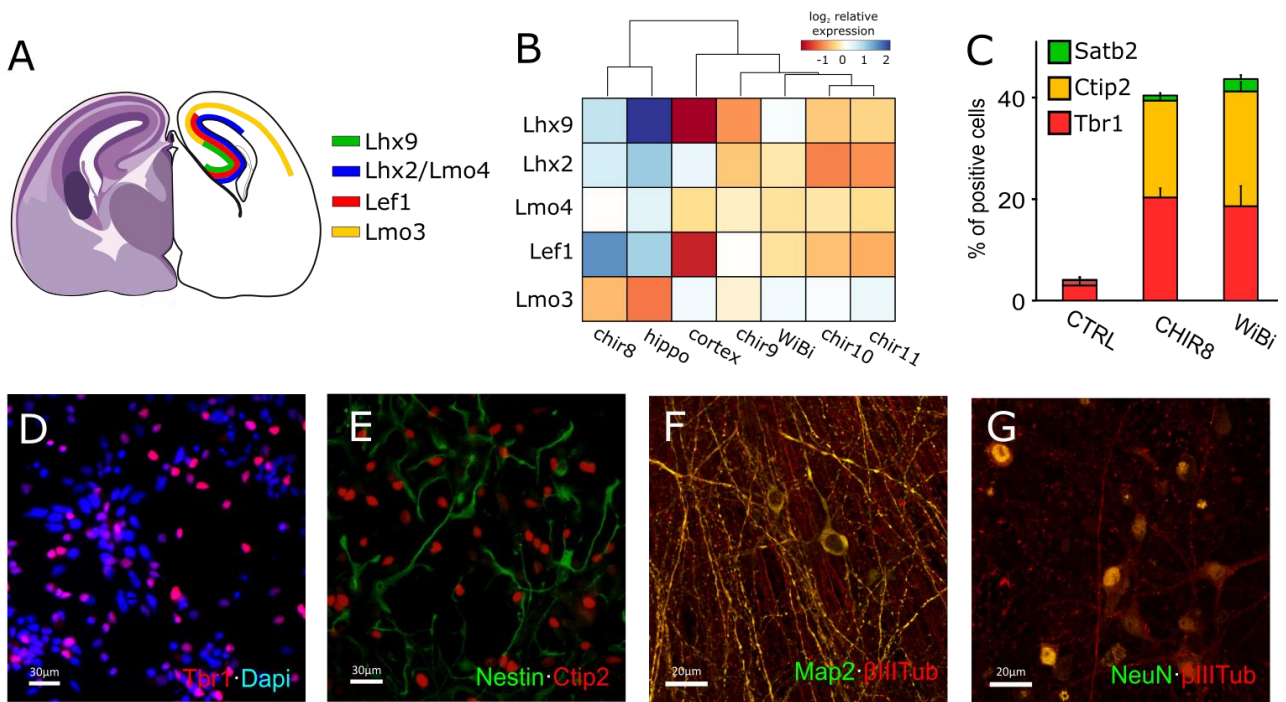 A
Lhx9
Lhx2/Lmo4
Lef1
Lmo3
B
log₂ relative
expression
-1 0 1 2
Lhx9
Lhx2
Lmo4
Lef1
Lmo3
chir8 hippo cortex chir9 WiBi chir10 chir11
C
Satb2
Ctip2
Tbr1
% of positive cells
40
20
0
CTRL CHIR8 WiBi
D
30μm
Tbr1·Dapi
E
30μm
Nestin·Ctip2
F
20μm
Map2·βIIITub
G
20μm
NeuN·βIIITub